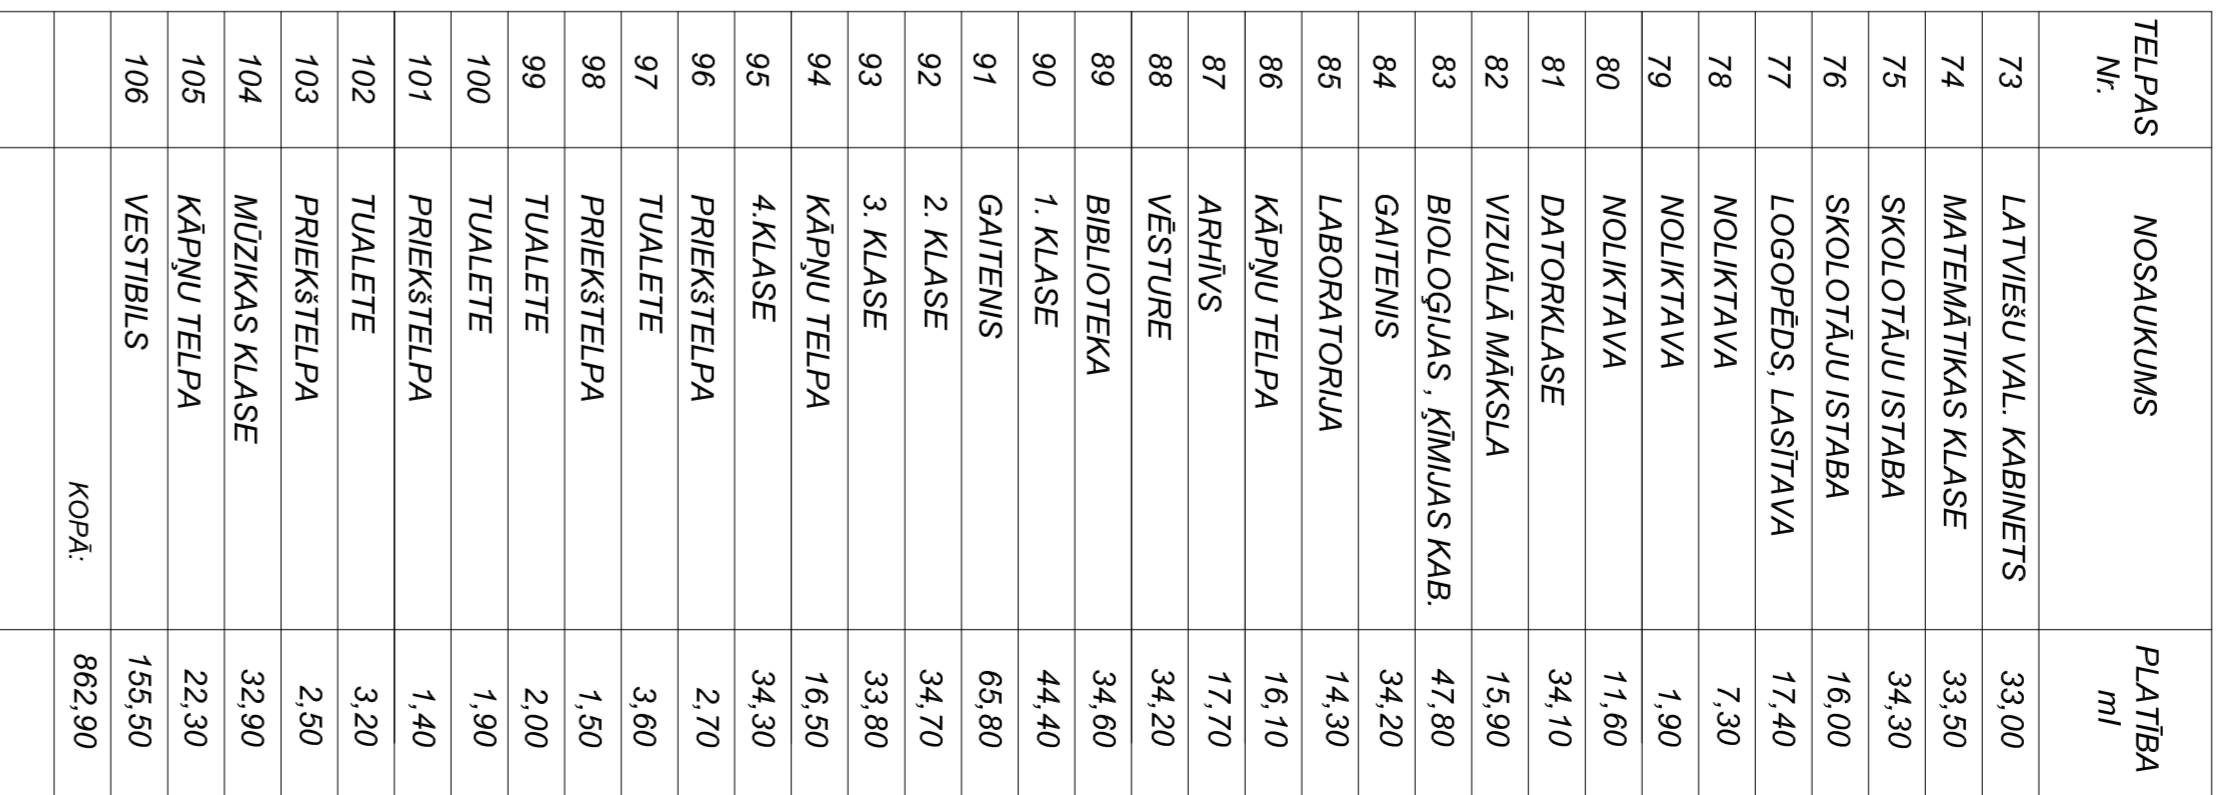 TELPAS Nr. NOSAUKUMS PLATĪBA ml
73 LATVIEŠU VAL. KABINETS 33,00
74 MATEMĀTIKAS KLASE 33,50
75 SKOLOTĀJU ISTABA 34,30
76 SKOLOTĀJU ISTABA 16,00
77 LOGOPĒDS, LASĪTAVA 17,40
78 NOLIKTAVA 7,30
79 NOLIKTAVA 1,90
80 NOLIKTAVA 11,60
81 DATORKLASE 34,10
82 VIZUĀLĀ MĀKSLA 15,90
83 BIOLOĢIJAS , ĶĪMIJAS KAB. 47,80
84 GAITENIS 34,20
85 LABORATORIJA 14,30
86 KĀPŅU TELPA 16,10
87 ARHĪVS 17,70
88 VĒSTURE 34,20
89 BIBLIOTEKA 34,60
90 1. KLASE 44,40
91 GAITENIS 65,80
92 2. KLASE 34,70
93 3. KLASE 33,80
94 KĀPŅU TELPA 16,50
95 4.KLASE 34,30
96 PRIEKŠTELPA 2,70
97 TUALETE 3,60
98 PRIEKŠTELPA 1,50
99 TUALETE 2,00
100 TUALETE 1,90
101 PRIEKŠTELPA 1,40
102 TUALETE 3,20
103 PRIEKŠTELPA 2,50
104 MŪZIKAS KLASE 32,90
105 KĀPŅU TELPA 22,30
106 VESTIBILS 155,50
KOPĀ: 862,90